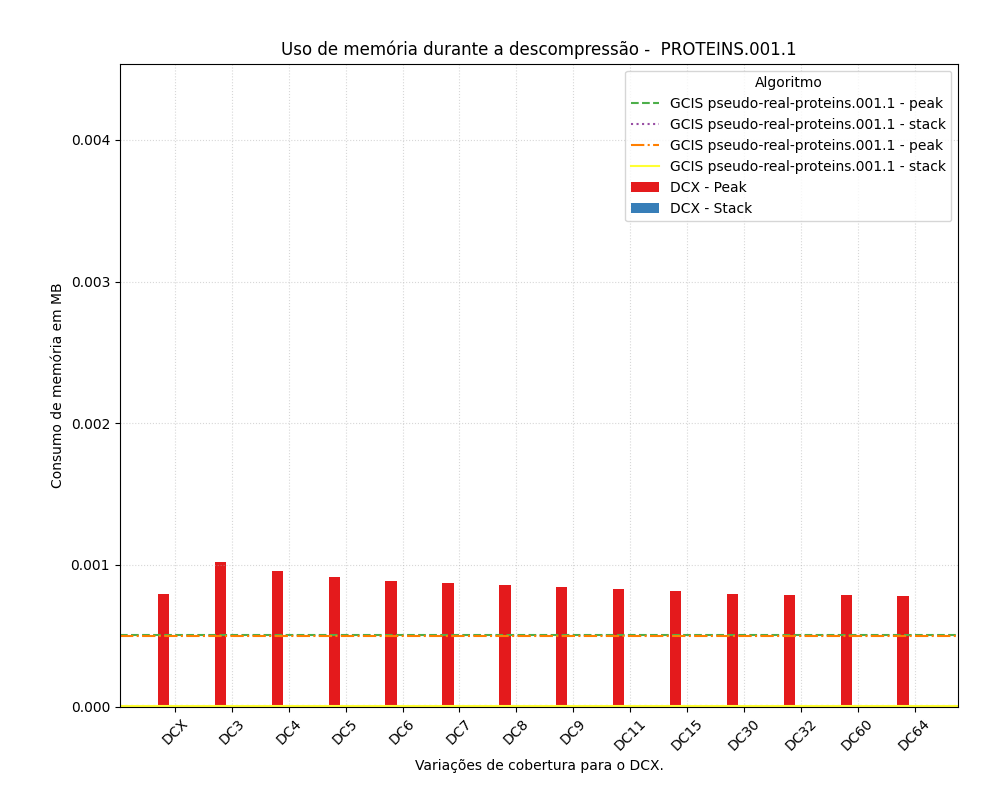 Uso de memória durante a descompressão -  PROTEINS.001.1
Algoritmo
GCIS pseudo-real-proteins.001.1 - peak
GCIS pseudo-real-proteins.001.1 - stack
GCIS pseudo-real-proteins.001.1 - peak
GCIS pseudo-real-proteins.001.1 - stack
DCX - Peak
DCX - Stack
Consumo de memória em MB
0.004
0.003
0.002
0.001
0.000
DCX
DC3
DC4
DC5
DC6
DC7
DC8
DC9
DC11
DC15
DC30
DC32
DC60
DC64
Variações de cobertura para o DCX.